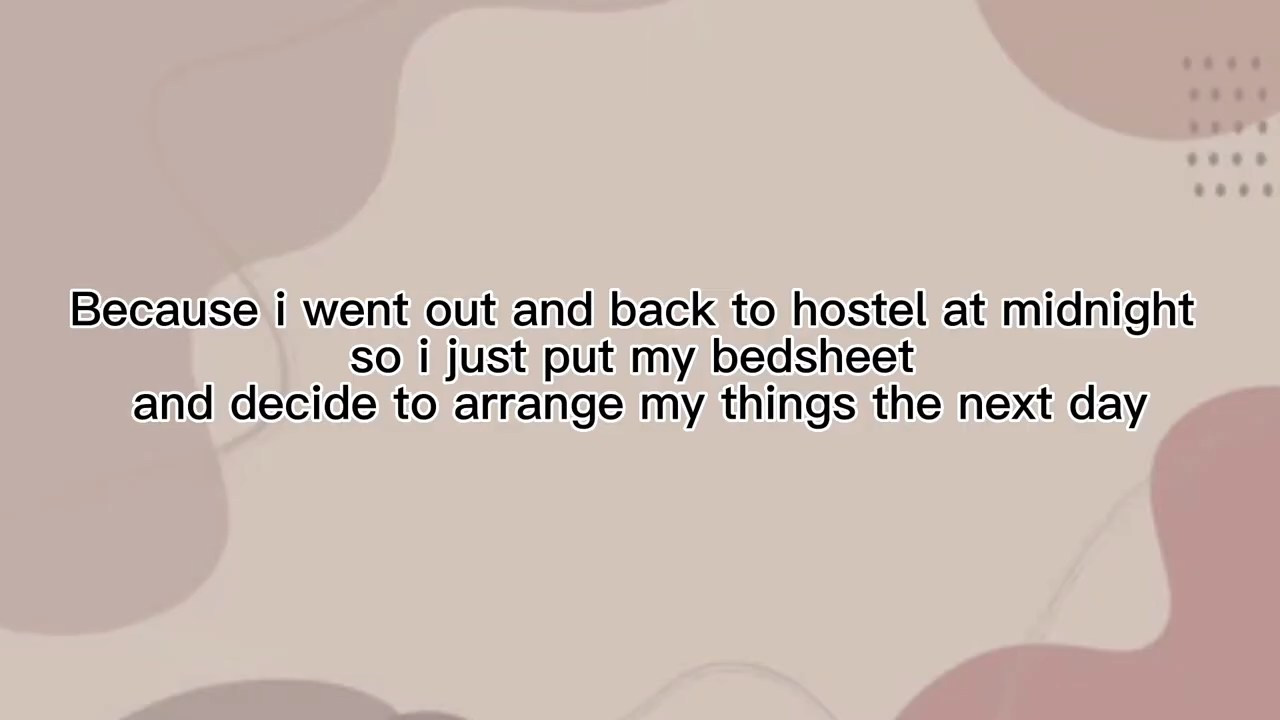 Because i went out and back to hostel at midnight
so i just put my bedsheet
and decide to arrange my things the next day